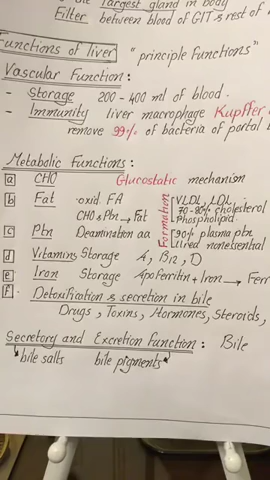 largest gland in body
Filter between blood of GIT & rest of
Functions of liver "principle functions"
Vascular Function:
- Storage 200-400 ml of blood.
- Immunity liver macrophage Kupffer
remove 99% of bacteria of portal b
Metabolic Functions:
a CHO Glucostatic mechanism
b Fat oxid. FA
CHO & Ptn → Fat
Formation
VLDL, LDL,
70-80% cholesterol
Phospholipid
c Ptn Deamination aa
90% plasma ptn
Urea nonessential
d Vitamins Storage A, B12, D
e Iron Storage Apoferritin + Iron → Ferr
f Detoxification & secretion in bile
Drugs, Toxins, Hormones, Steroids,
Secretory and Excretion Function: Bile
bile salts bile pigments